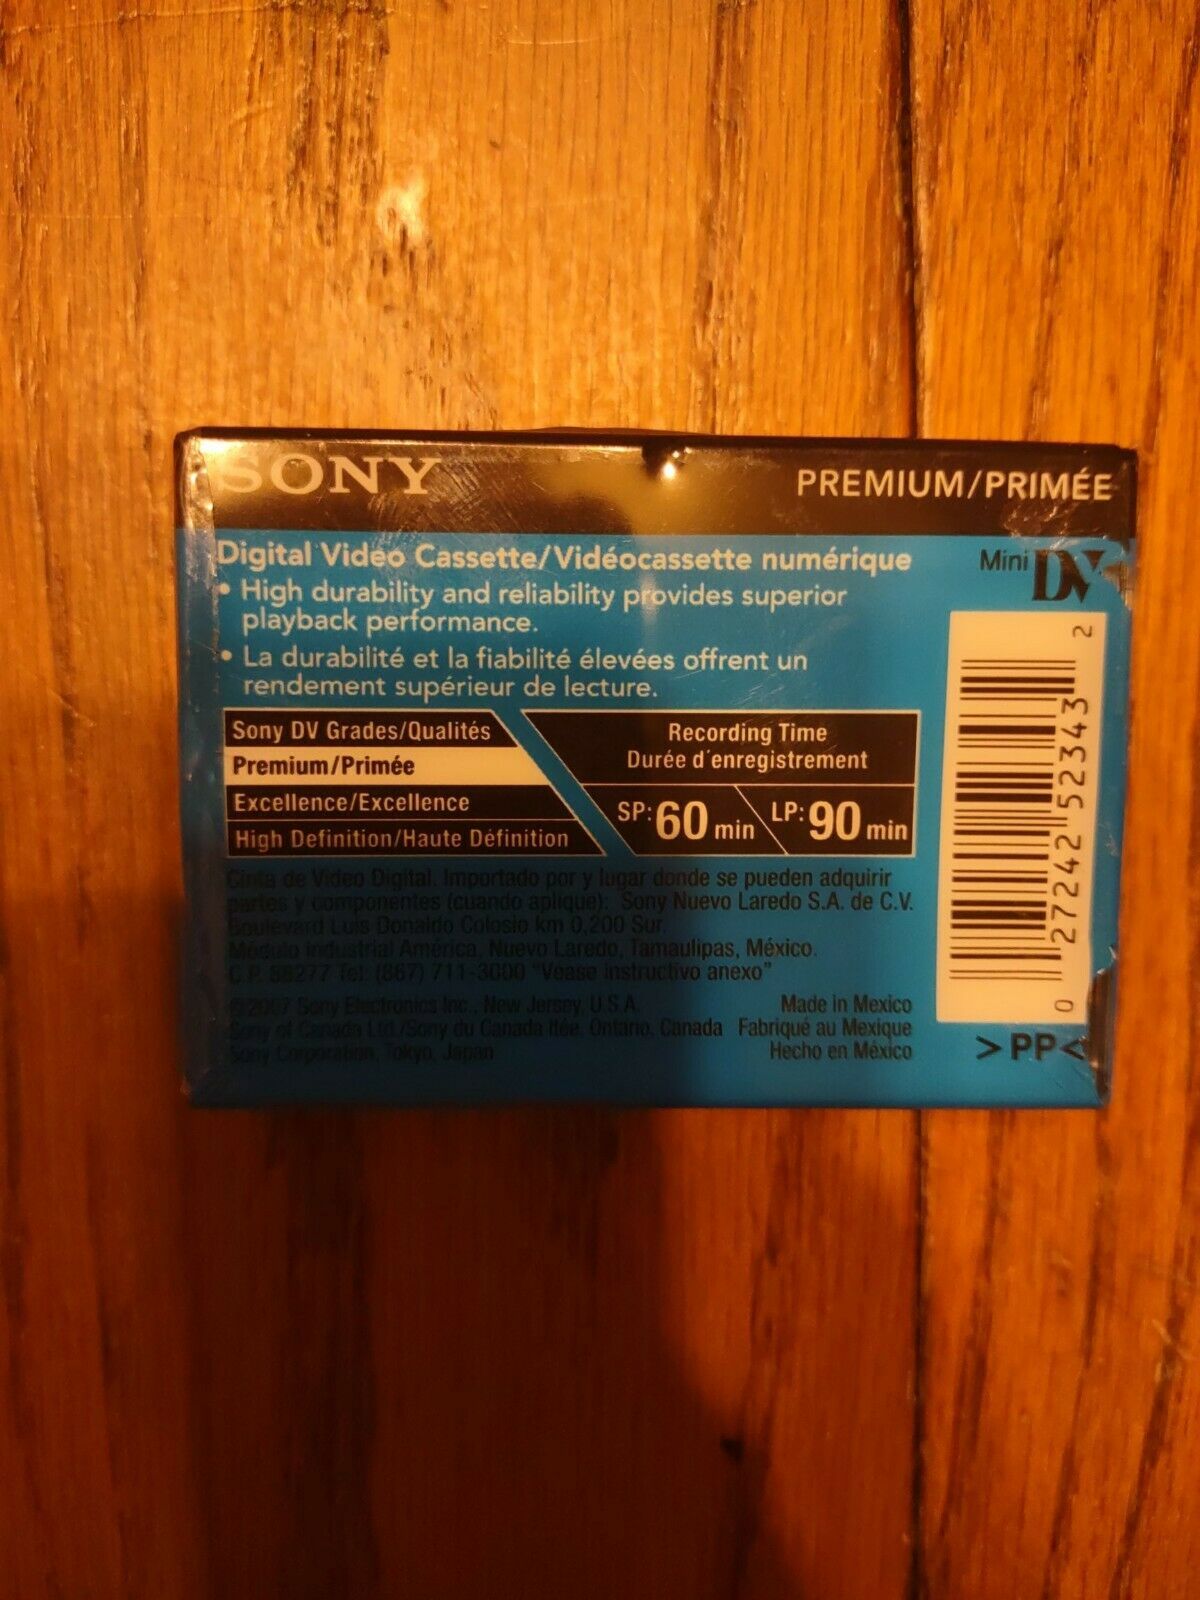 SONY
PREMIUM/PRIMÉE
Digital Video Cassette/Vidéocassette numérique
Mini DV
• High durability and reliability provides superior
playback performance.
• La durabilité et la fiabilité élevées offrent un
rendement supérieur de lecture.
Sony DV Grades/Qualités
Premium/Primée
Excellence/Excellence
High Definition/Haute Définition
Recording Time
Durée d'enregistrement
SP: 60 min LP: 90 min
Cinta de Video Digital. Importado por y lugar donde se pueden adquirir
partes y componentes (cuando aplique): Sony Nuevo Laredo S.A. de C.V.
Boulevard Luis Donaldo Colosio km 0,200 Sur.
Módulo Industrial América, Nuevo Laredo, Tamaulipas, México.
C.P. 88277 Tel: (867) 711-3000 "Vease instructivo anexo"
©2007 Sony Electronics Inc., New Jersey, U.S.A.
Sony of Canada Ltd./Sony du Canada ltée, Ontario, Canada
Sony Corporation, Tokyo, Japan
Made in Mexico
Fabriqué au Mexique
Hecho en México
0 27242 52343 2
>PP<